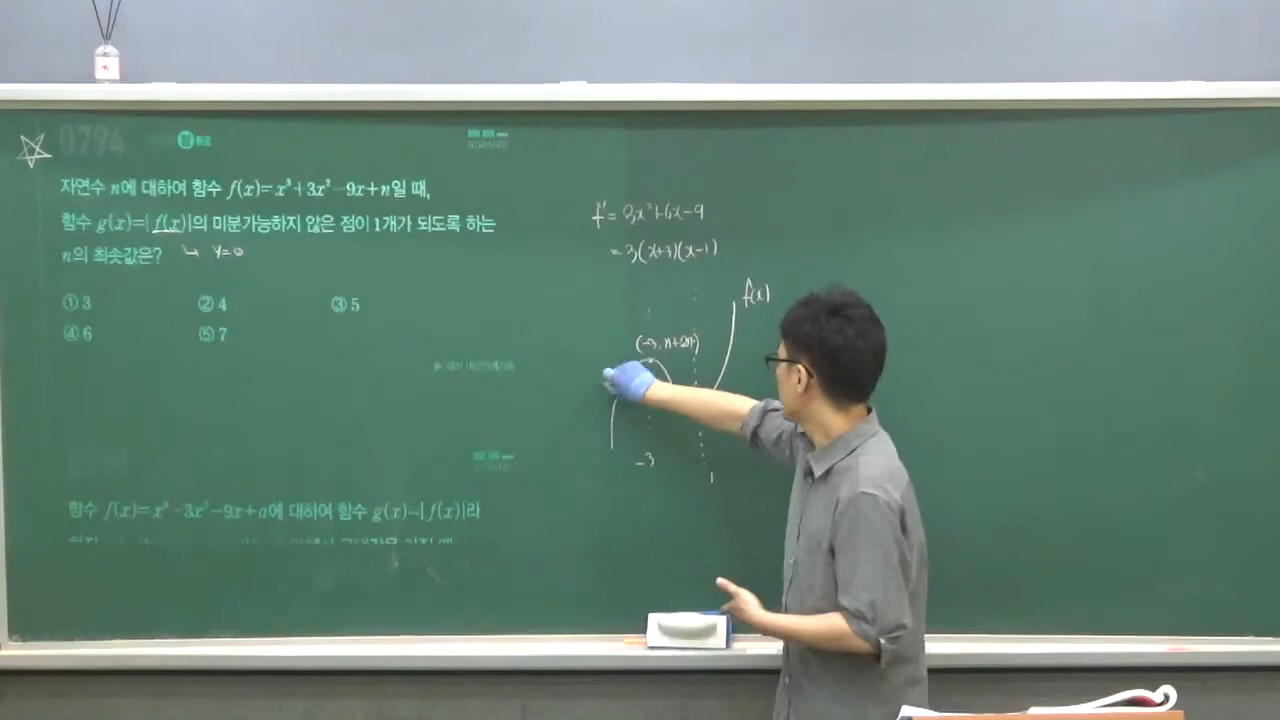 0794
자연수 n에 대하여 함수 f(x)=x³+3x²-9x+n일 때,
함수 g(x)=|f(x)|의 미분가능하지 않은 점이 1개가 되도록 하는
n의 최솟값은?
↳ y=0
① 3 ② 4 ③ 5
④ 6 ⑤ 7
함수 f(x)=x³-3x²-9x+a에 대하여 함수 g(x)=|f(x)|라
f'=3x²+6x-9
=3(x+3)(x-1)
f(x)
(-3, n+27)
-3
1